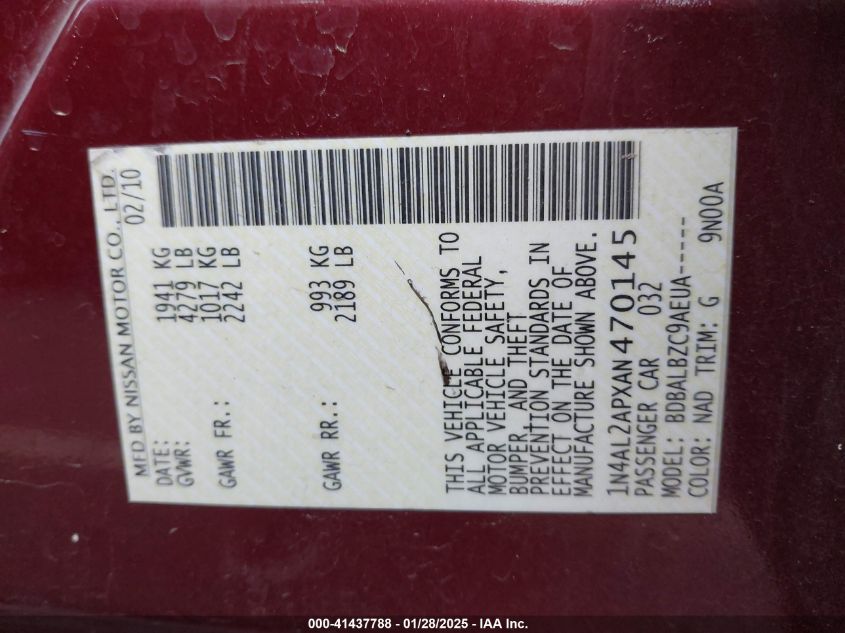 MFD BY NISSAN MOTOR CO., LTD.
DATE: 02/10
GVWR: 1941 KG
4279 LB
GAWR FR.: 1017 KG
2242 LB
GAWR RR.: 993 KG
2189 LB
THIS VEHICLE CONFORMS TO
ALL APPLICABLE FEDERAL
MOTOR VEHICLE SAFETY,
BUMPER, AND THEFT
PREVENTION STANDARDS IN
EFFECT ON THE DATE OF
MANUFACTURE SHOWN ABOVE.
1N4AL2APXAN470145
PASSENGER CAR 032
MODEL: BDBALBZC9AEUA-----
COLOR: NAD TRIM: G 9N00A
000-41437788 - 01/28/2025 - IAA Inc.